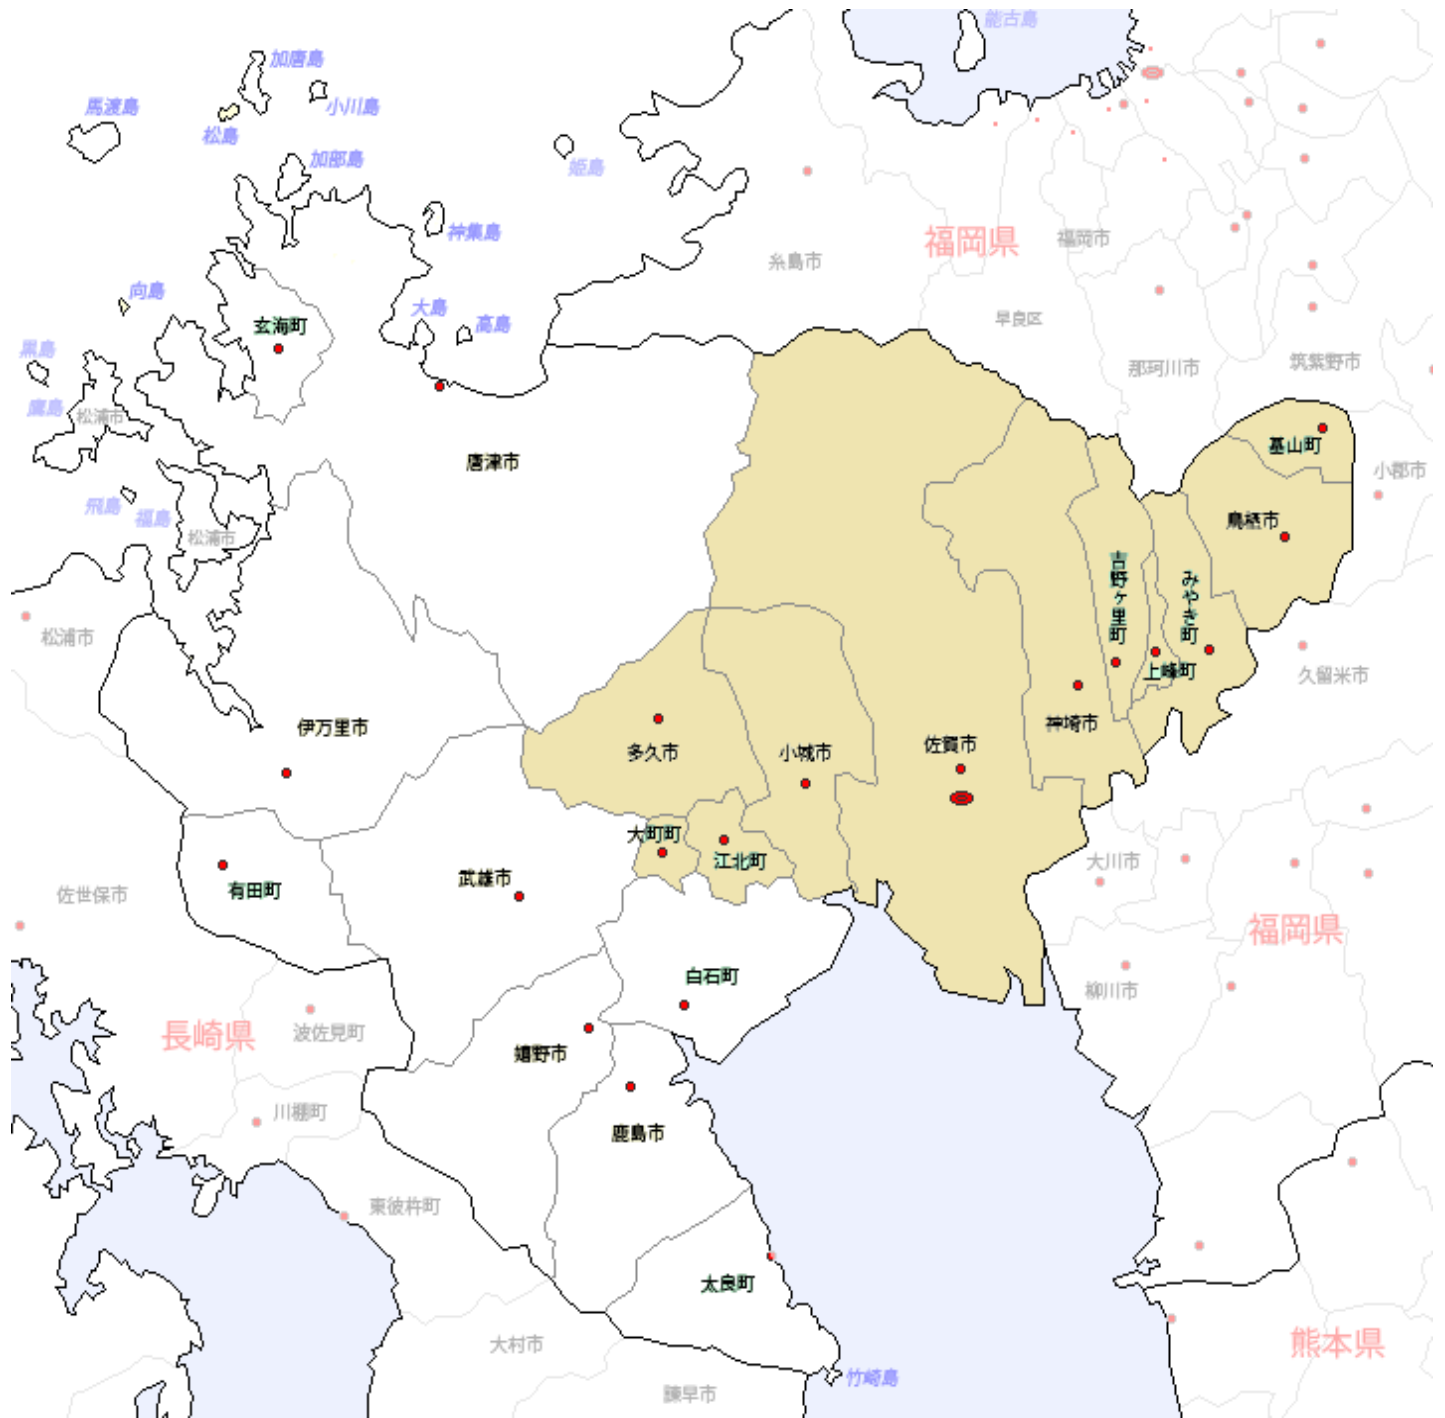 能古島
加唐島
馬渡島
小川島
松島
加部島
姫島
神集島
福岡県
福岡市
糸島市
向島
大島
高島
玄海町
早良区
黒島
那珂川市
筑紫野市
鷹島
松浦市
基山町
唐津市
小郡市
飛島
福島
鳥栖市
松浦市
吉野ヶ里町
みやき町
松浦市
上峰町
久留米市
伊万里市
神埼市
多久市
小城市
佐賀市
大町町
江北町
大川市
武雄市
有田町
佐世保市
福岡県
白石町
柳川市
長崎県
波佐見町
嬉野市
川棚町
鹿島市
東彼杵町
太良町
大村市
熊本県
竹崎島
諫早市